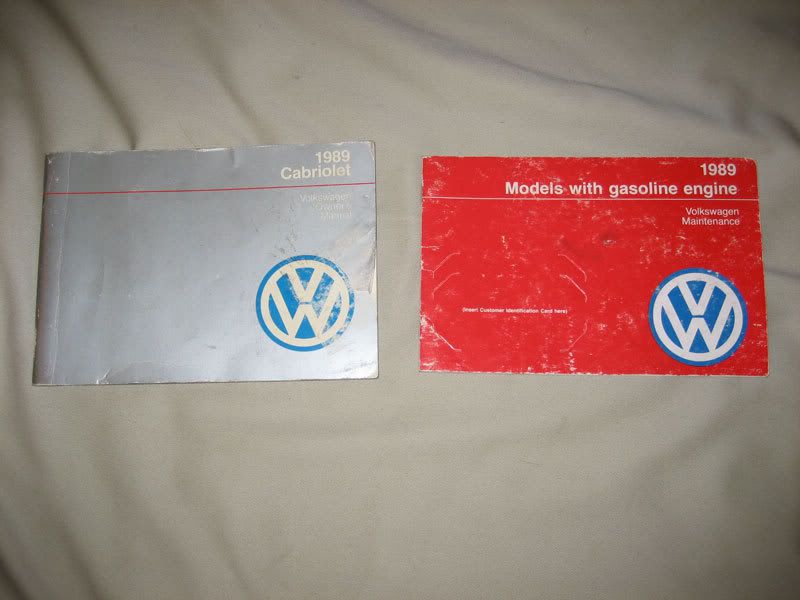 1989
Cabriolet
Volkswagen
Owner's
Manual
VW
1989
Models with gasoline engine
Volkswagen
Maintenance
(Insert Customer Identification Card here)
VW